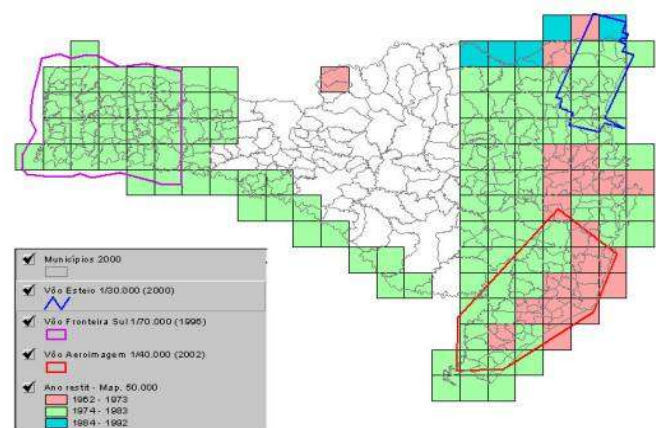 Municípios 2000
Vôo Esteio 1/30.000 (2000)
Vôo Fronteira Sul 1/70.000 (1996)
Vôo Aeroimagem 1/40.000 (2002)
Ano restit - Map. 50.000
1962 - 1973
1974 - 1983
1984 - 1992